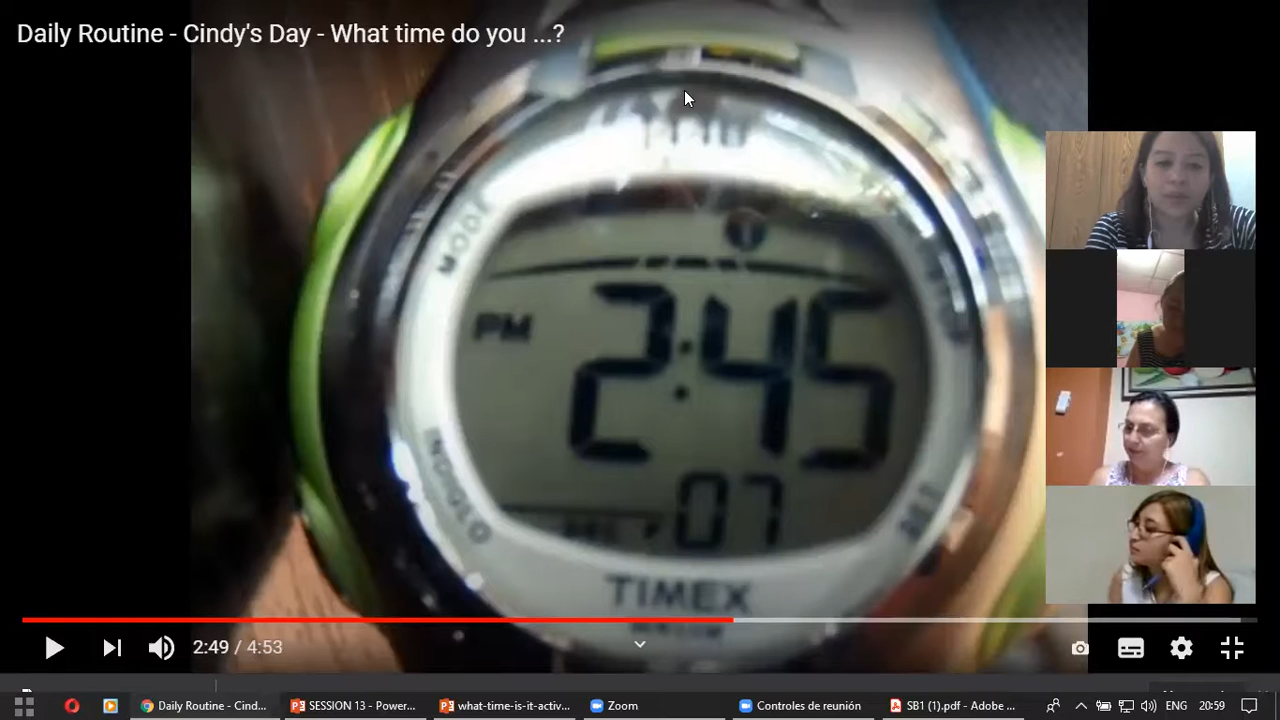 Daily Routine - Cindy's Day - What time do you ...?
MODE
PM 2:45
07
INDIGLO
TIMEX
2:49 / 4:53
Daily Routine - Cind...
SESSION 13 - Power...
what-time-is-it-activ...
Zoom
Controles de reunión
SB1 (1).pdf - Adobe ...
ENG
20:59